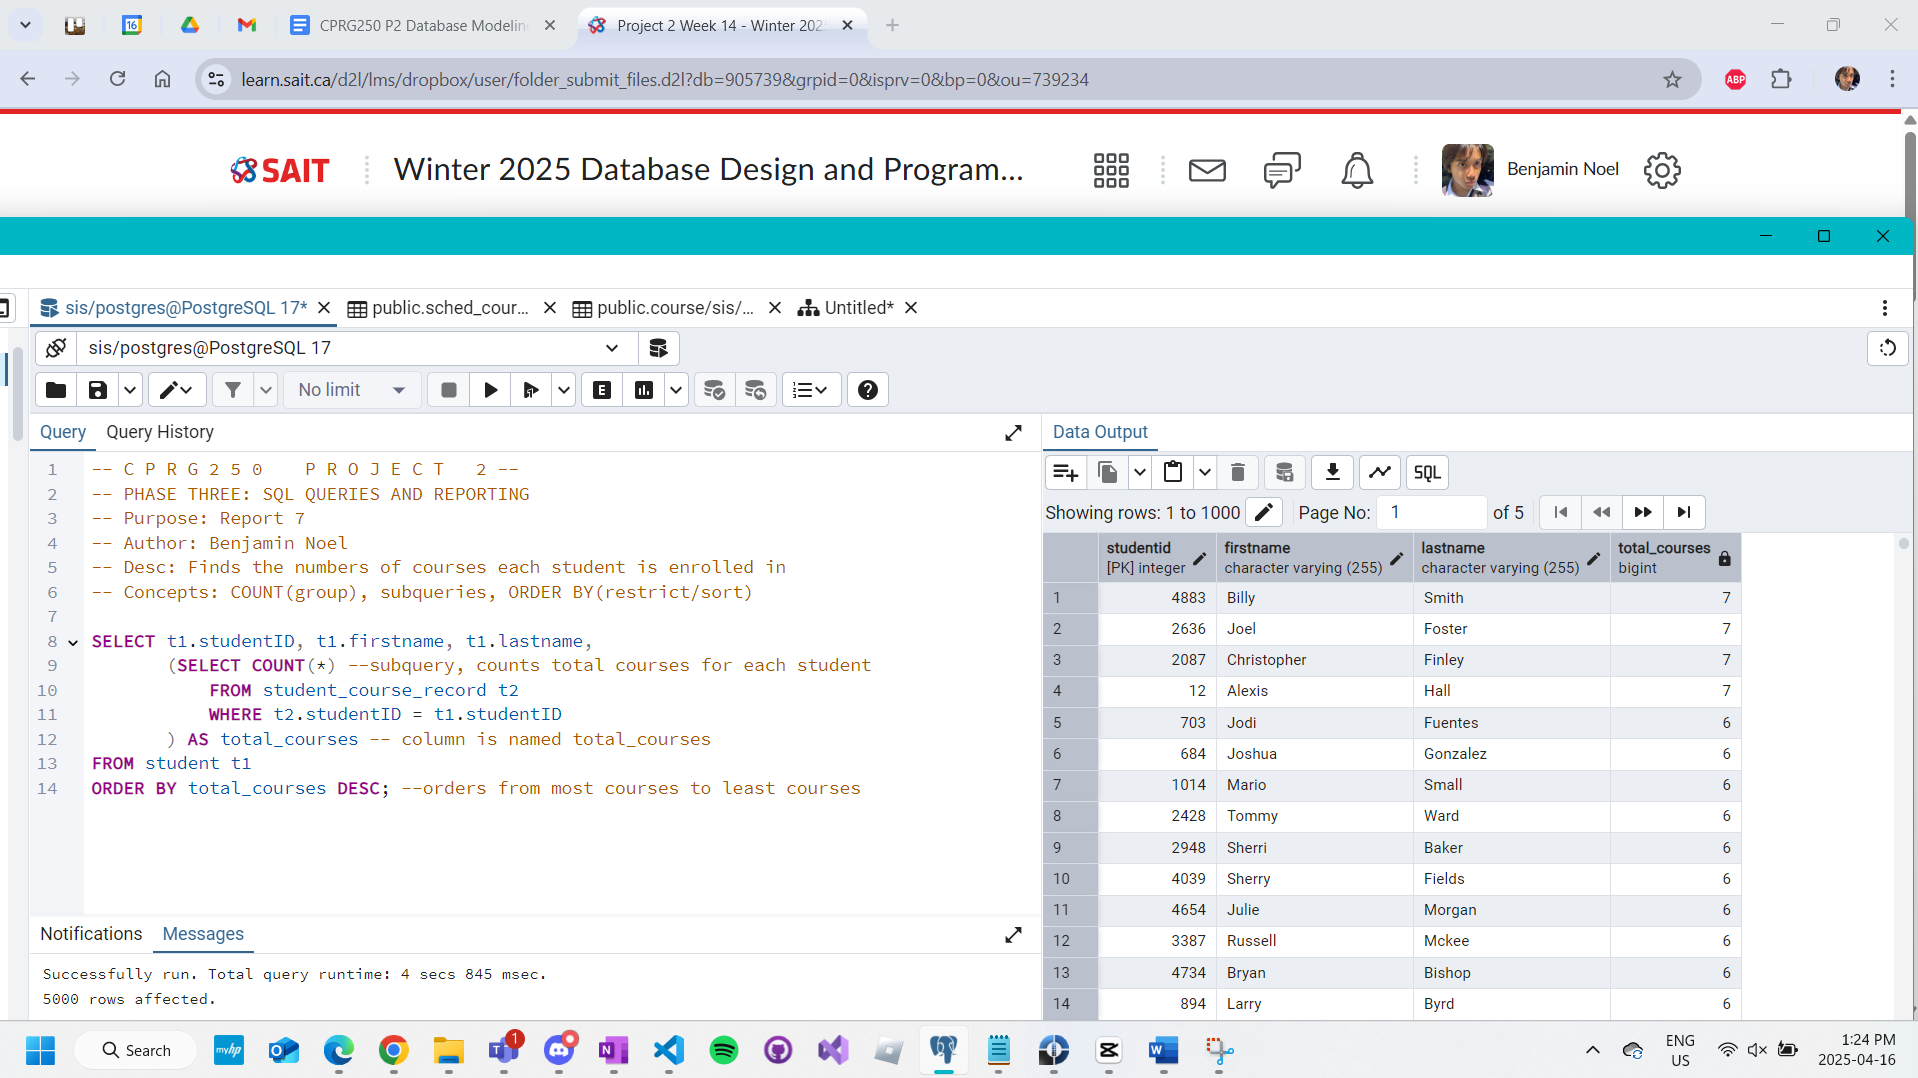 16
CPRG250 P2 Database Modelin
Project 2 Week 14 - Winter 202
learn.sait.ca/d2l/lms/dropbox/user/folder_submit_files.d2l?db=905739&grpid=0&isprv=0&bp=0&ou=739234
ABP
SAIT
Winter 2025 Database Design and Program...
Benjamin Noel
sis/postgres@PostgreSQL 17*
public.sched_cour...
public.course/sis/...
Untitled*
sis/postgres@PostgreSQL 17
No limit
E
Query
Query History
1 -- C P R G 2 5 0    P R O J E C T   2 --
2 -- PHASE THREE: SQL QUERIES AND REPORTING
3 -- Purpose: Report 7
4 -- Author: Benjamin Noel
5 -- Desc: Finds the numbers of courses each student is enrolled in
6 -- Concepts: COUNT(group), subqueries, ORDER BY(restrict/sort)
7
8 SELECT t1.studentID, t1.firstname, t1.lastname,
9 (SELECT COUNT(*) --subquery, counts total courses for each student
10 FROM student_course_record t2
11 WHERE t2.studentID = t1.studentID
12 ) AS total_courses -- column is named total_courses
13 FROM student t1
14 ORDER BY total_courses DESC; --orders from most courses to least courses
Notifications
Messages
Successfully run. Total query runtime: 4 secs 845 msec.
5000 rows affected.
Data Output
SQL
Showing rows: 1 to 1000
Page No: 1 of 5
studentid [PK] integer
firstname character varying (255)
lastname character varying (255)
total_courses bigint
1 4883 Billy Smith 7
2 2636 Joel Foster 7
3 2087 Christopher Finley 7
4 12 Alexis Hall 7
5 703 Jodi Fuentes 6
6 684 Joshua Gonzalez 6
7 1014 Mario Small 6
8 2428 Tommy Ward 6
9 2948 Sherri Baker 6
10 4039 Sherry Fields 6
11 4654 Julie Morgan 6
12 3387 Russell Mckee 6
13 4734 Bryan Bishop 6
14 894 Larry Byrd 6
Search
myhp
1
ENG
US
1:24 PM
2025-04-16